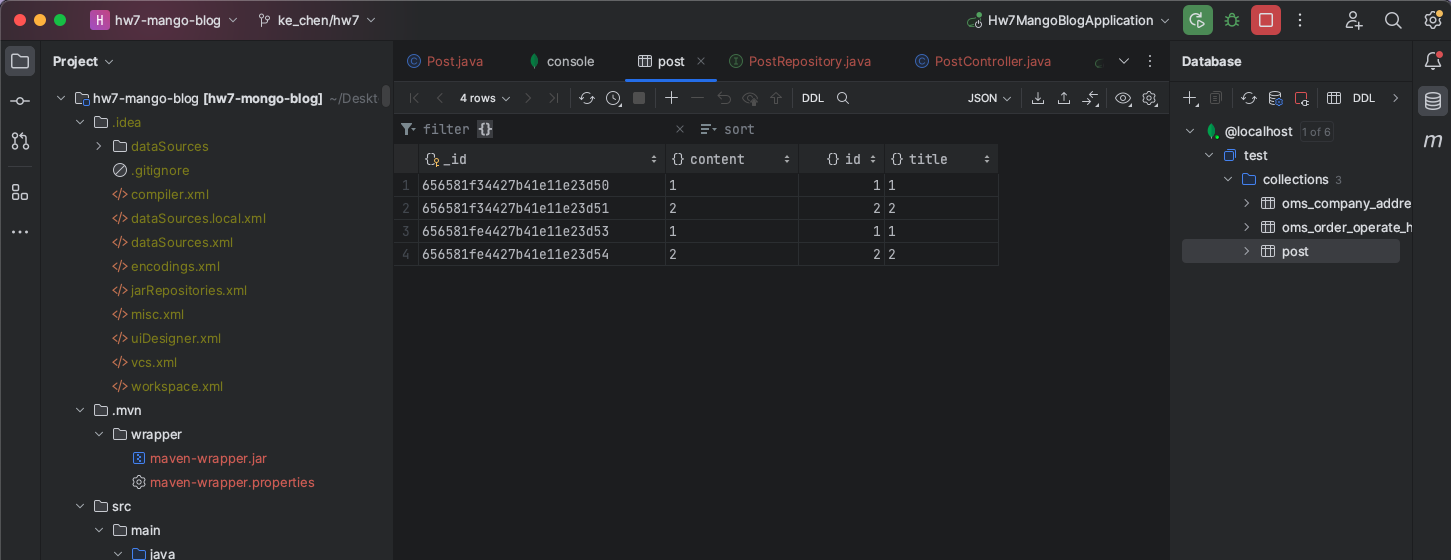 H hw7-mango-blog ke_chen/hw7 Hw7MangoBlogApplication
Project
hw7-mango-blog [hw7-mongo-blog] ~/Deskt
.idea
dataSources
.gitignore
compiler.xml
dataSources.local.xml
dataSources.xml
encodings.xml
jarRepositories.xml
misc.xml
uiDesigner.xml
vcs.xml
workspace.xml
.mvn
wrapper
maven-wrapper.jar
maven-wrapper.properties
src
main
java
Post.java console post PostRepository.java PostController.java
4 rows DDL JSON
filter {} sort
_id content id title
1 656581f34427b41e11e23d50 1 1 1
2 656581f34427b41e11e23d51 2 2 2
3 656581fe4427b41e11e23d53 1 1 1
4 656581fe4427b41e11e23d54 2 2 2
Database
DDL
@localhost 1 of 6
test
collections 3
oms_company_addre
oms_order_operate_h
post
m